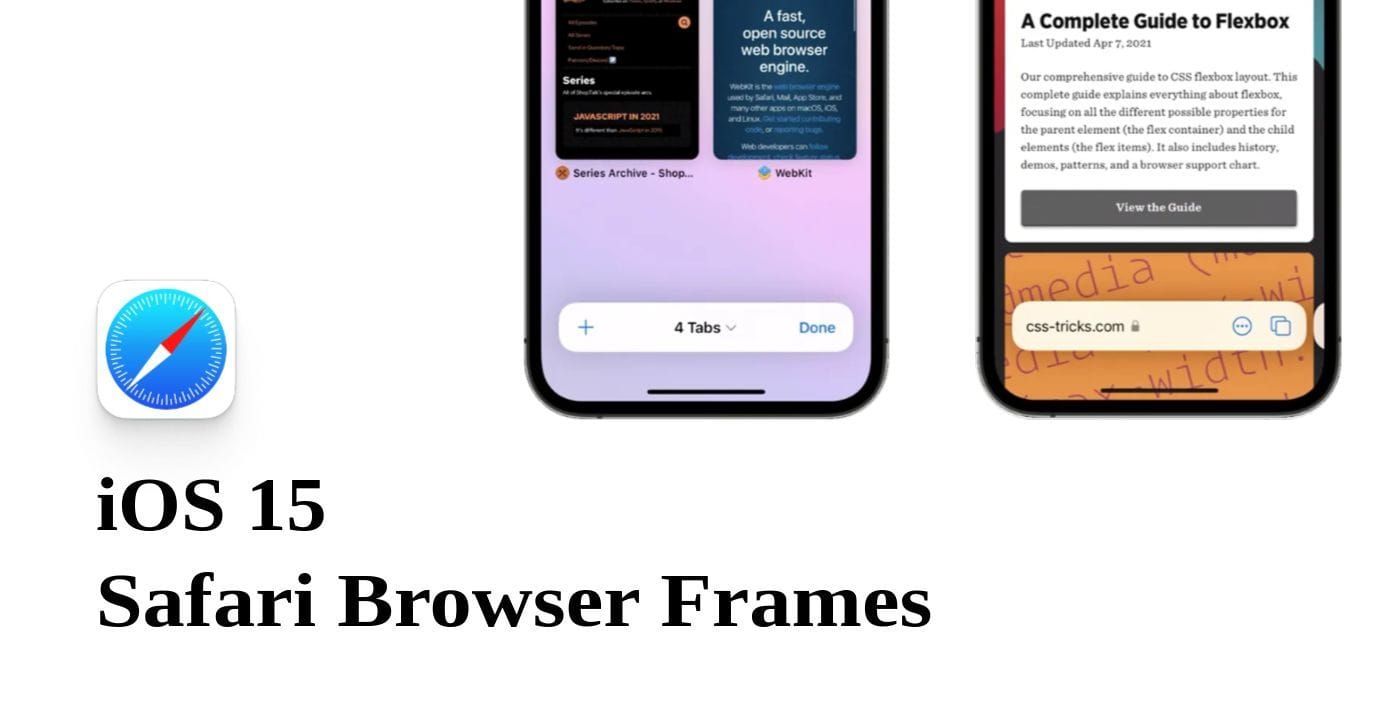 All Episodes
All Series
Send in Question/Topic
Patreon/Discord
Series
All of ShopTalk's special episode arcs.
JAVASCRIPT IN 2021
It's different than JavaScript in 2015
Series Archive - Shop...
A fast,
open source
web browser
engine.
WebKit is the web browser engine
used by Safari, Mail, App Store, and
many other apps on macOS, iOS,
and Linux. Get started contributing
code, or reporting bugs.
Web developers can follow
development, check feature status,
WebKit
+ 4 Tabs Done
A Complete Guide to Flexbox
Last Updated Apr 7, 2021
Our comprehensive guide to CSS flexbox layout. This
complete guide explains everything about flexbox,
focusing on all the different possible properties for
the parent element (the flex container) and the child
elements (the flex items). It also includes history,
demos, patterns, and a browser support chart.
View the Guide
css-tricks.com
iOS 15
Safari Browser Frames